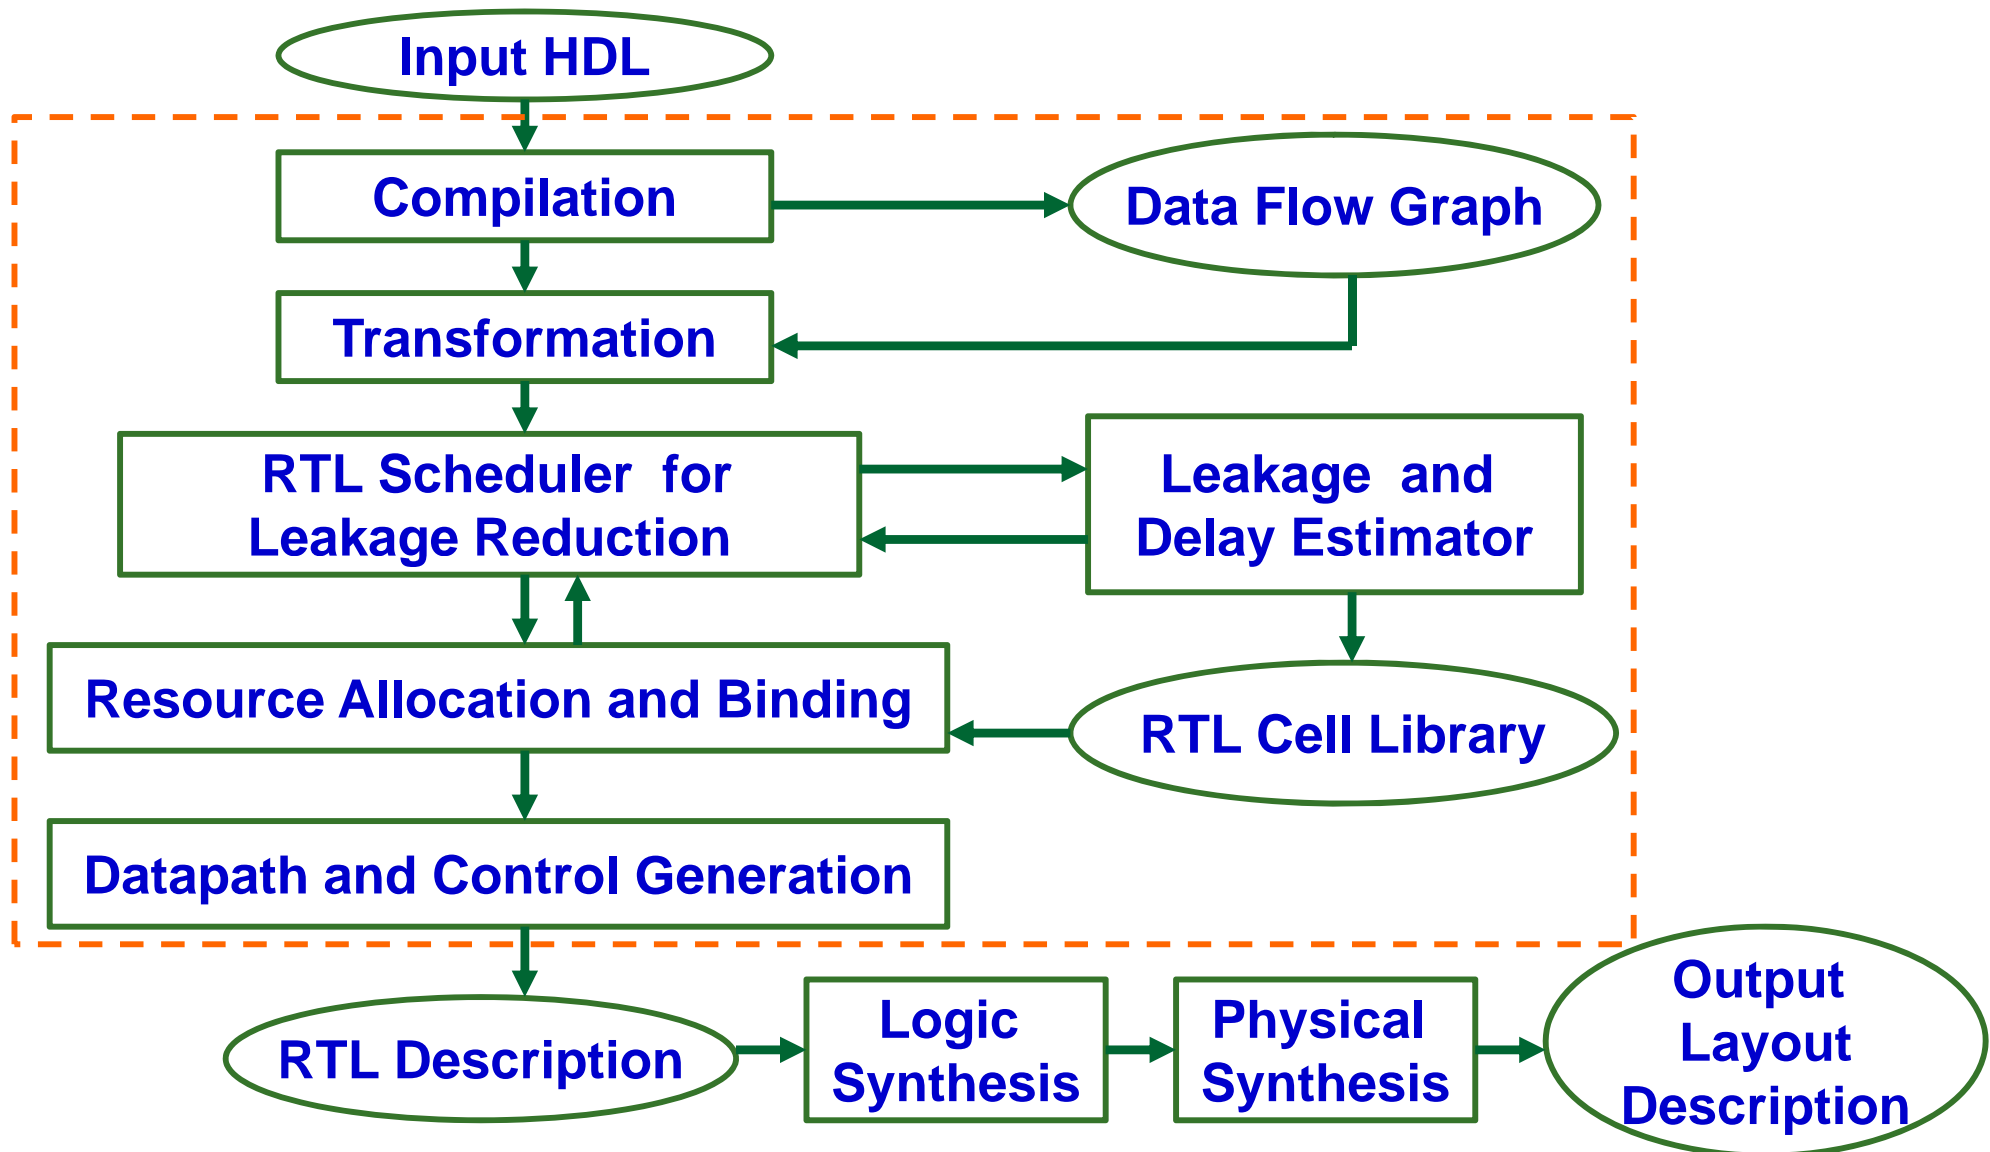 Input HDL
Compilation
Data Flow Graph
Transformation
RTL Scheduler for
Leakage Reduction
Leakage and
Delay Estimator
Resource Allocation and Binding
RTL Cell Library
Datapath and Control Generation
RTL Description
Logic
Synthesis
Physical
Synthesis
Output
Layout
Description